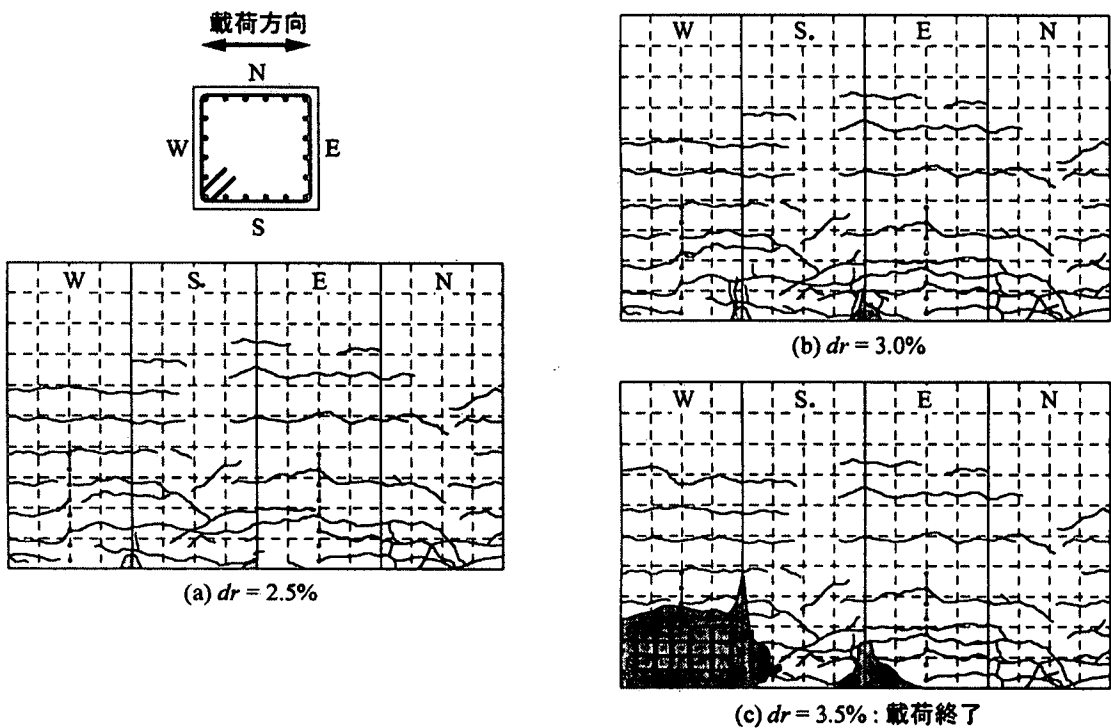 載荷方向
N
W E
S
W S. E N
(a) dr = 2.5%
W S. E N
(b) dr = 3.0%
W S. E N
(c) dr = 3.5% : 載荷終了